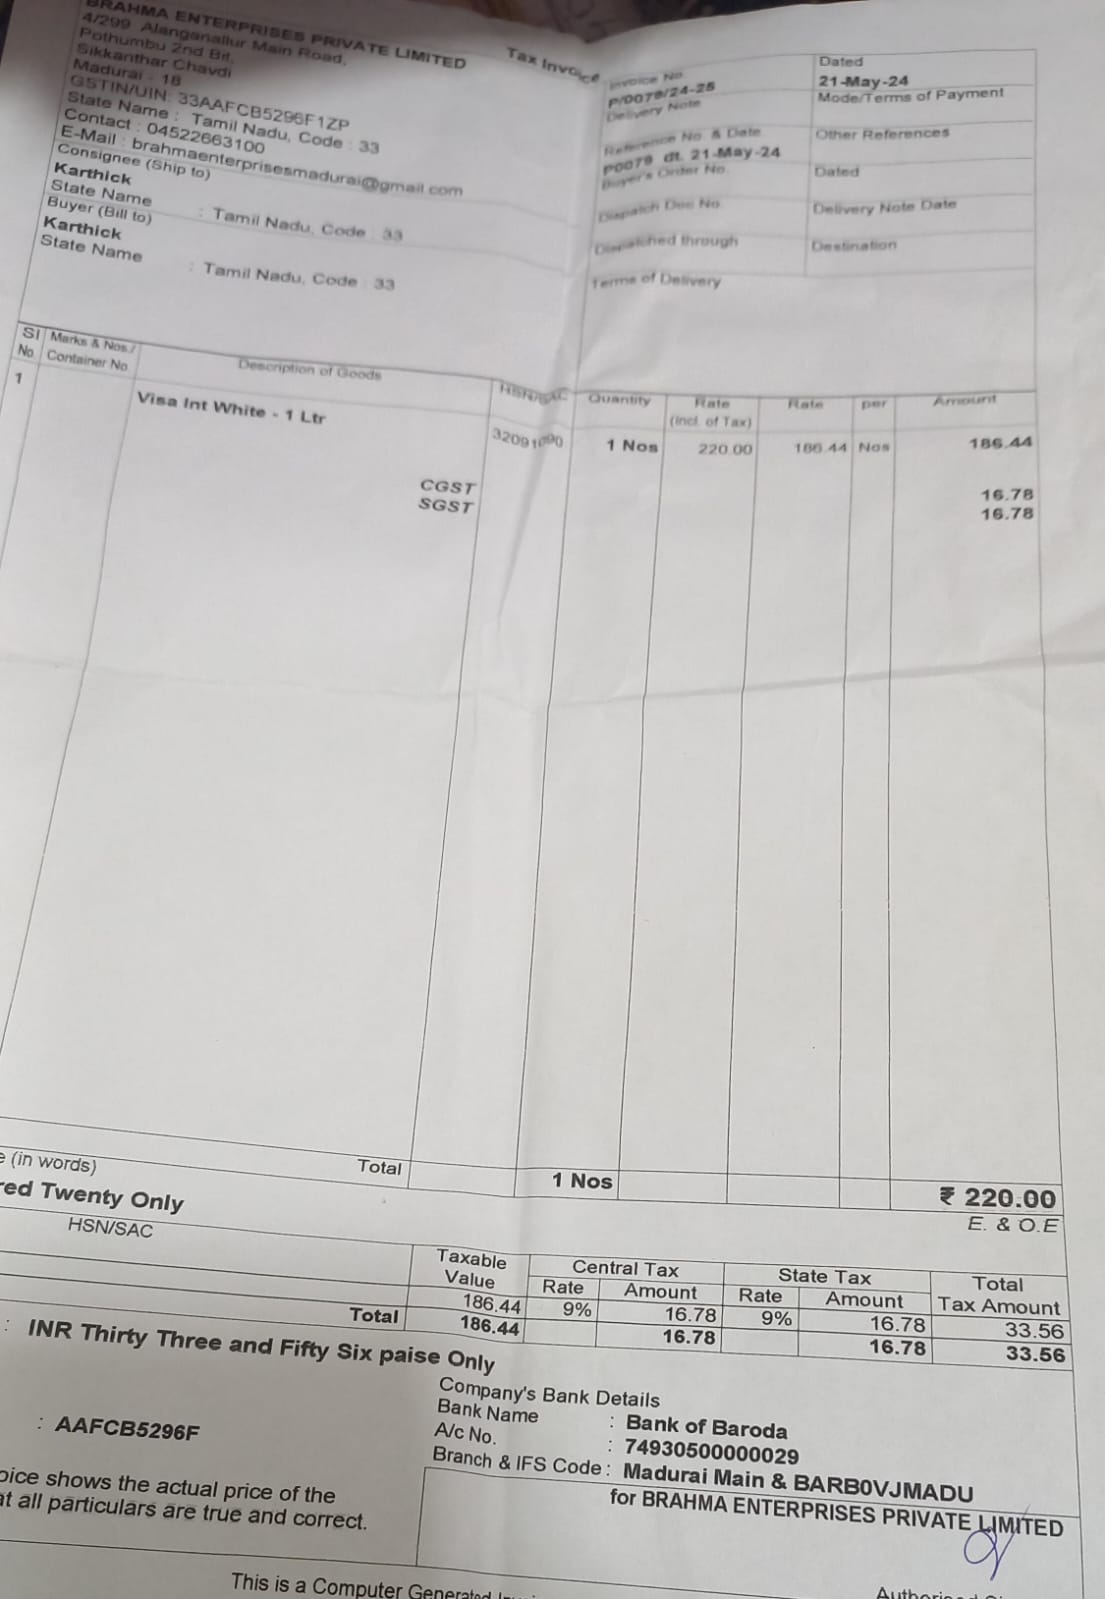 BRAHMA ENTERPRISES PRIVATE LIMITED
4/299 Alanganallur Main Road,
Pothumbu 2nd Bit,
Sikkanthar Chavdi
Madurai - 18
GSTIN/UIN: 33AAFCB5296F1ZP
State Name : Tamil Nadu, Code : 33
Contact : 04522663100
E-Mail : brahmaenterprisesmadurai@gmail.com
Consignee (Ship to)
Karthick
State Name : Tamil Nadu, Code : 33
Buyer (Bill to)
Karthick
State Name : Tamil Nadu, Code : 33
Tax Invoice
Invoice No.
P/0079/24-25
Dated
21-May-24
Delivery Note
Mode/Terms of Payment
Reference No. & Date.
P0079 dt. 21-May-24
Other References
Buyer's Order No.
Dated
Dispatch Doc No.
Delivery Note Date
Dispatched through
Destination
Terms of Delivery
Sl No. Marks & Nos./ Container No. Description of Goods HSN/SAC Quantity Rate (Incl. of Tax) Rate per Amount
1 Visa Int White - 1 Ltr 32091090 1 Nos 220.00 186.44 Nos 186.44
CGST 16.78
SGST 16.78
Total 1 Nos ₹ 220.00
e (in words)
E. & O.E
red Twenty Only
HSN/SAC Taxable Value Central Tax State Tax Total Tax Amount
Rate Amount Rate Amount
186.44 9% 16.78 9% 16.78 33.56
Total 186.44 16.78 16.78 33.56
: INR Thirty Three and Fifty Six paise Only
Company's Bank Details
Bank Name : Bank of Baroda
A/c No. : 74930500000029
Branch & IFS Code : Madurai Main & BARB0VJMADU
: AAFCB5296F
oice shows the actual price of the
at all particulars are true and correct.
for BRAHMA ENTERPRISES PRIVATE LIMITED
This is a Computer Generated